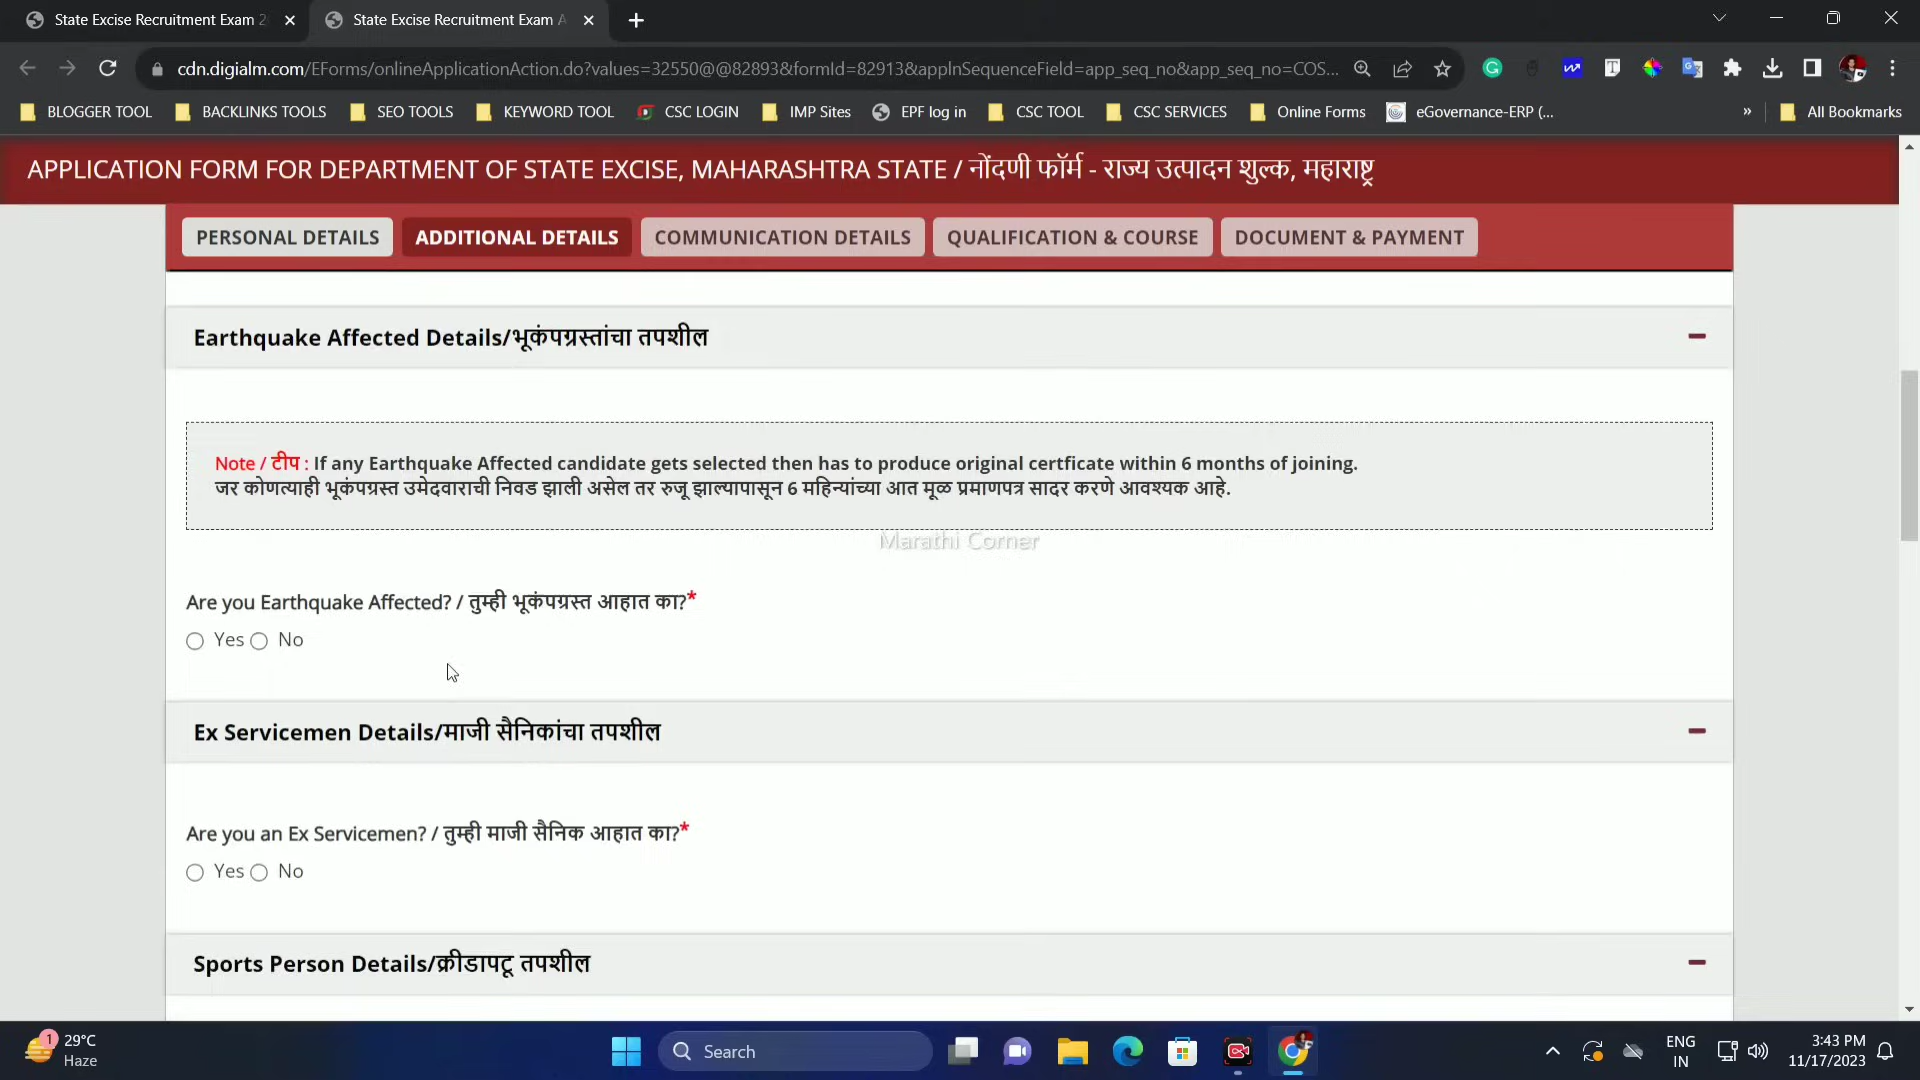 State Excise Recruitment Exam 2
State Excise Recruitment Exam A
cdn.digialm.com/EForms/onlineApplicationAction.do?values=32550@@82893&formId=82913&applnSequenceField=app_seq_no&app_seq_no=COS...
BLOGGER TOOL
BACKLINKS TOOLS
SEO TOOLS
KEYWORD TOOL
CSC LOGIN
IMP Sites
EPF log in
CSC TOOL
CSC SERVICES
Online Forms
eGovernance-ERP (...
»
All Bookmarks
APPLICATION FORM FOR DEPARTMENT OF STATE EXCISE, MAHARASHTRA STATE / नोंदणी फॉर्म - राज्य उत्पादन शुल्क, महाराष्ट्र
PERSONAL DETAILS
ADDITIONAL DETAILS
COMMUNICATION DETAILS
QUALIFICATION & COURSE
DOCUMENT & PAYMENT
Earthquake Affected Details/भूकंपग्रस्तांचा तपशील
Note / टीप : If any Earthquake Affected candidate gets selected then has to produce original certficate within 6 months of joining.
जर कोणत्याही भूकंपग्रस्त उमेदवाराची निवड झाली असेल तर रुजू झाल्यापासून 6 महिन्यांच्या आत मूळ प्रमाणपत्र सादर करणे आवश्यक आहे.
Marathi Corner
Are you Earthquake Affected? / तुम्ही भूकंपग्रस्त आहात का?*
Yes No
Ex Servicemen Details/माजी सैनिकांचा तपशील
Are you an Ex Servicemen? / तुम्ही माजी सैनिक आहात का?*
Yes No
Sports Person Details/क्रीडापटू तपशील
1
29°C
Haze
Search
ENG
IN
3:43 PM
11/17/2023